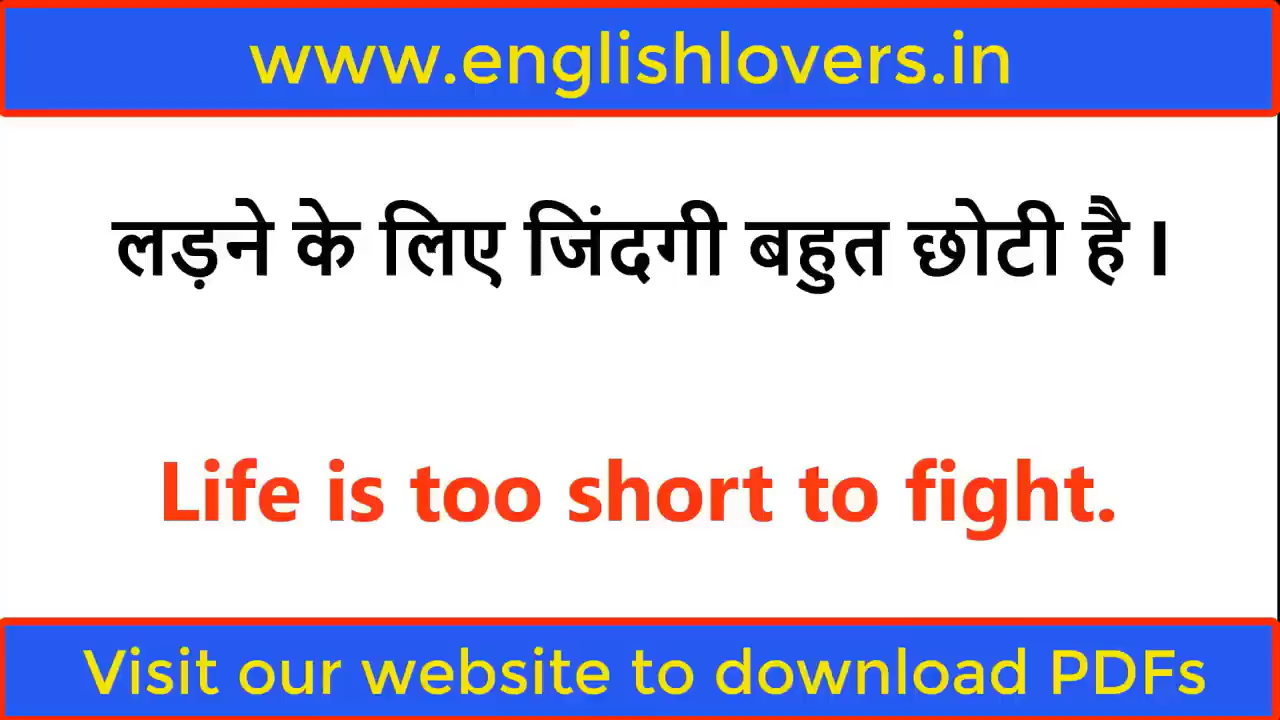 www.englishlovers.in
लड़ने के लिए जिंदगी बहुत छोटी है ।
Life is too short to fight.
Visit our website to download PDFs